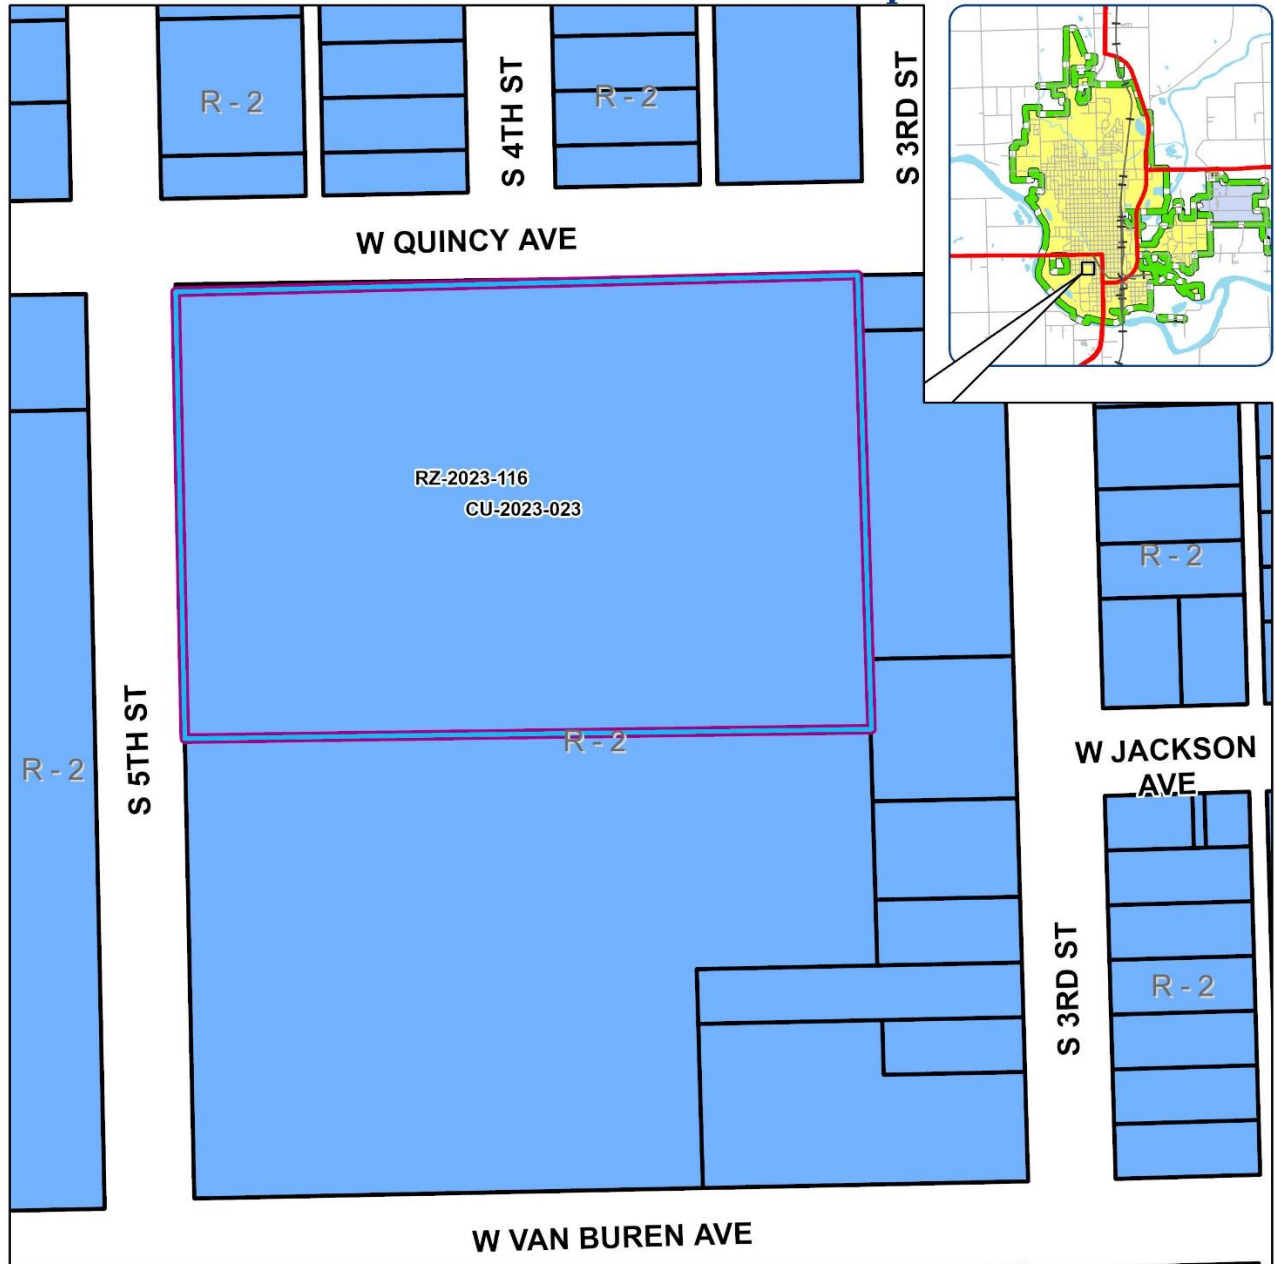 R - 2
S 4TH ST
R - 2
S 3RD ST
W QUINCY AVE
RZ-2023-116
CU-2023-023
R - 2
R - 2
R - 2
S 5TH ST
W JACKSON
AVE
S 3RD ST
R - 2
W VAN BUREN AVE